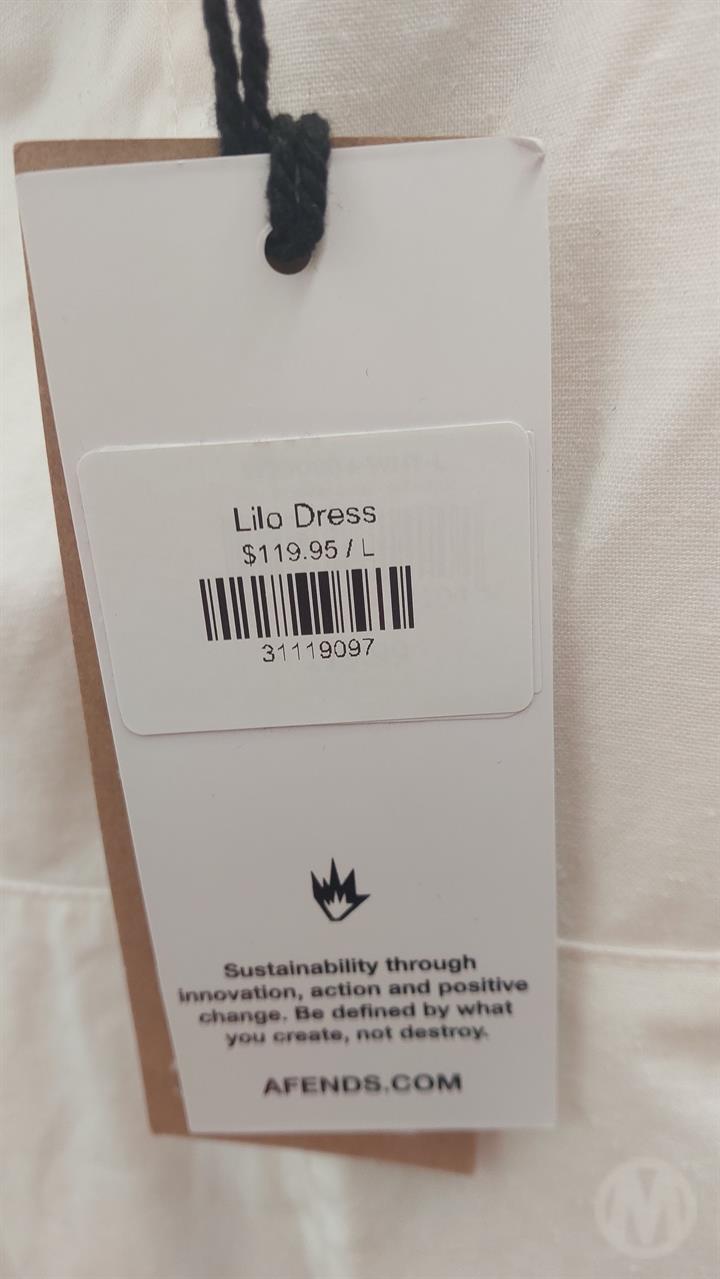 Lilo Dress
$119.95 / L
31119097
Sustainability through
innovation, action and positive
change. Be defined by what
you create, not destroy.
AFENDS.COM
M